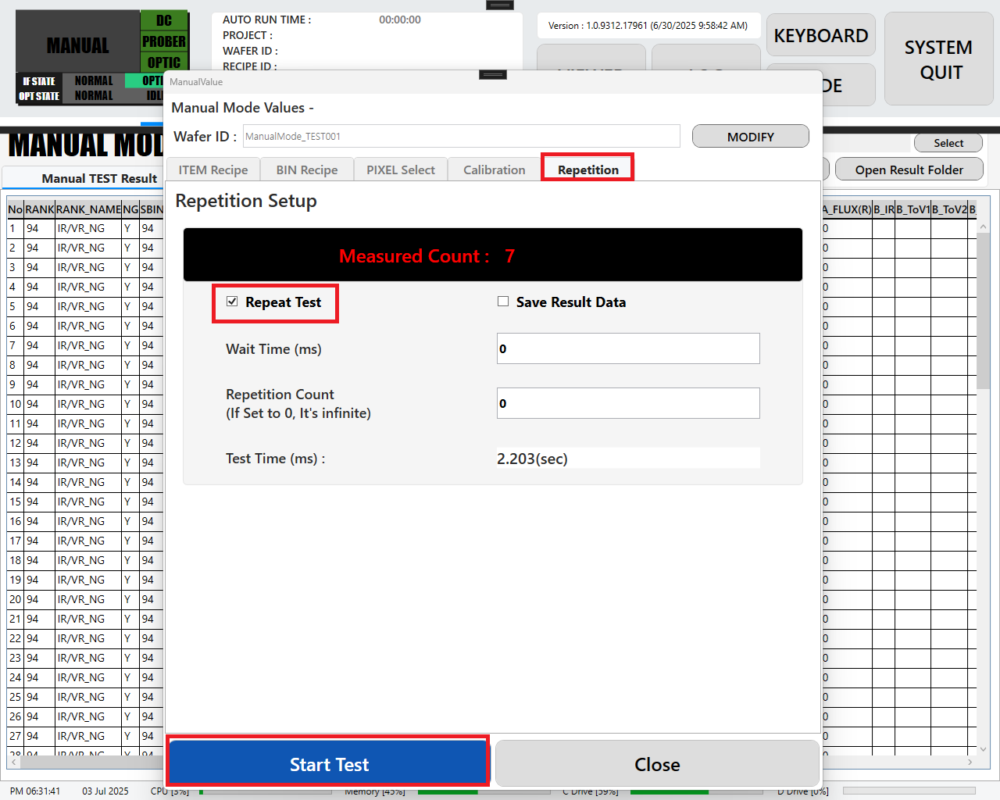 MANUAL
DC
PROBER
OPTIC
IF STATE NORMAL OPTI
OPT STATE NORMAL IDL
AUTO RUN TIME : 00:00:00
PROJECT :
WAFER ID :
RECIPE ID :
Version : 1.0.9312.17961 (6/30/2025 9:58:42 AM)
KEYBOARD
DE
SYSTEM
QUIT
MANUAL MOD
Select
Manual TEST Result
Open Result Folder
ManualValue
Manual Mode Values -
Wafer ID : ManualMode_TEST001 MODIFY
ITEM Recipe BIN Recipe PIXEL Select Calibration Repetition
Repetition Setup
Measured Count : 7
Repeat Test Save Result Data
Wait Time (ms) 0
Repetition Count
(If Set to 0, It's infinite) 0
Test Time (ms) : 2.203(sec)
Start Test Close
No RANK RANK_NAME NG SBIN A_FLUX(R) B_IR B_ToV1 B_ToV2 B_
1 94 IR/VR_NG Y 94 0
2 94 IR/VR_NG Y 94 0
3 94 IR/VR_NG Y 94 0
4 94 IR/VR_NG Y 94 0
5 94 IR/VR_NG Y 94 0
6 94 IR/VR_NG Y 94 0
7 94 IR/VR_NG Y 94 0
8 94 IR/VR_NG Y 94 0
9 94 IR/VR_NG Y 94 0
10 94 IR/VR_NG Y 94 0
11 94 IR/VR_NG Y 94 0
12 94 IR/VR_NG Y 94 0
13 94 IR/VR_NG Y 94 0
14 94 IR/VR_NG Y 94 0
15 94 IR/VR_NG Y 94 0
16 94 IR/VR_NG Y 94 0
17 94 IR/VR_NG Y 94 0
18 94 IR/VR_NG Y 94 0
19 94 IR/VR_NG Y 94 0
20 94 IR/VR_NG Y 94 0
21 94 IR/VR_NG Y 94 0
22 94 IR/VR_NG Y 94 0
23 94 IR/VR_NG Y 94 0
24 94 IR/VR_NG Y 94 0
25 94 IR/VR_NG Y 94 0
26 94 IR/VR_NG Y 94 0
27 94 IR/VR_NG Y 94 0
28 94 IR/VR_NG Y 94 0
PM 06:31:41 03 Jul 2025 CPU [3%] Memory [45%] C Drive [59%] D Drive [0%]